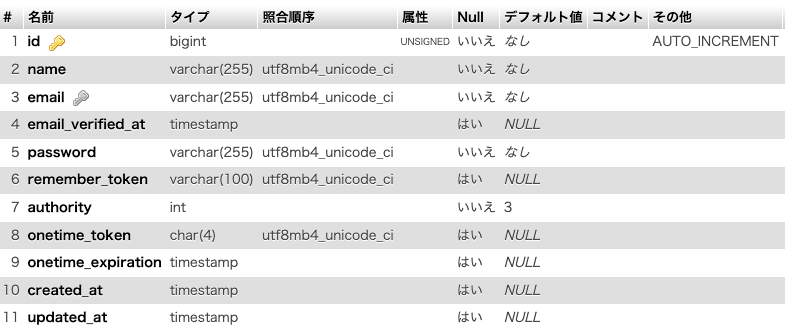 # 名前 タイプ 照合順序 属性 Null デフォルト値 コメント その他
1 id bigint UNSIGNED いいえ なし AUTO_INCREMENT
2 name varchar(255) utf8mb4_unicode_ci いいえ なし
3 email varchar(255) utf8mb4_unicode_ci いいえ なし
4 email_verified_at timestamp はい NULL
5 password varchar(255) utf8mb4_unicode_ci いいえ なし
6 remember_token varchar(100) utf8mb4_unicode_ci はい NULL
7 authority int いいえ 3
8 onetime_token char(4) utf8mb4_unicode_ci はい NULL
9 onetime_expiration timestamp はい NULL
10 created_at timestamp はい NULL
11 updated_at timestamp はい NULL